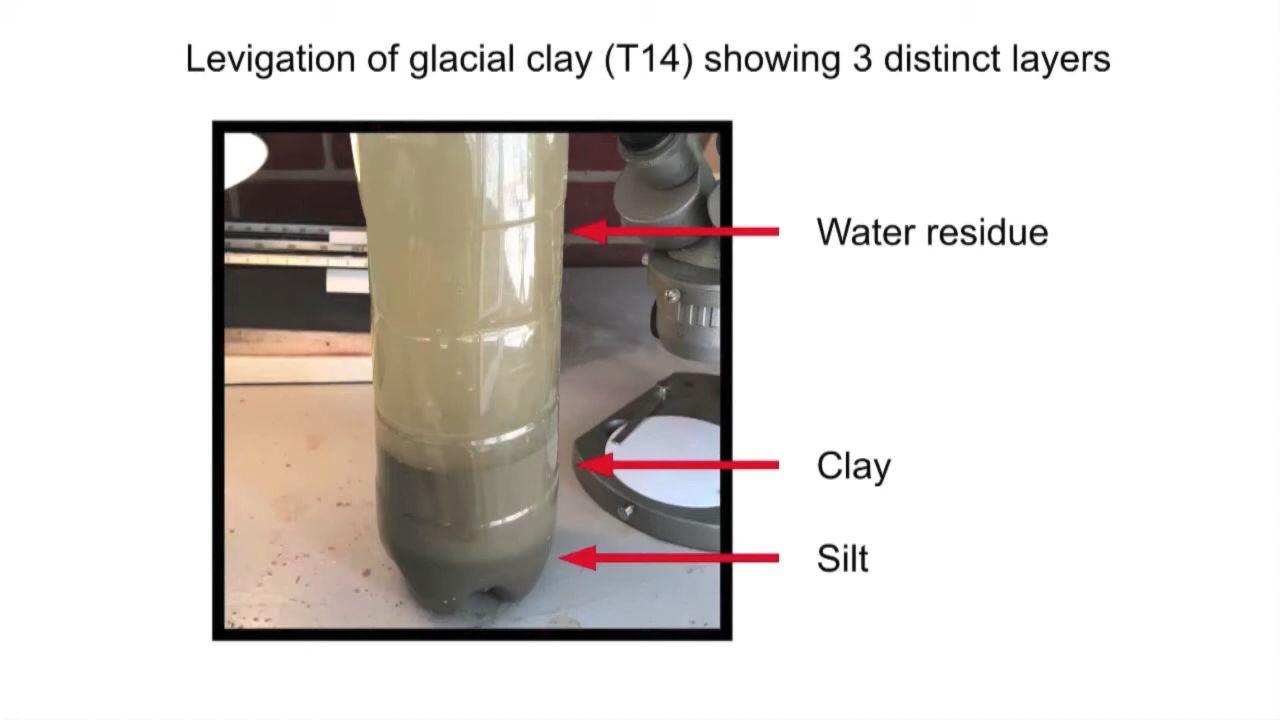 Levigation of glacial clay (T14) showing 3 distinct layers
Water residue
Clay
Silt